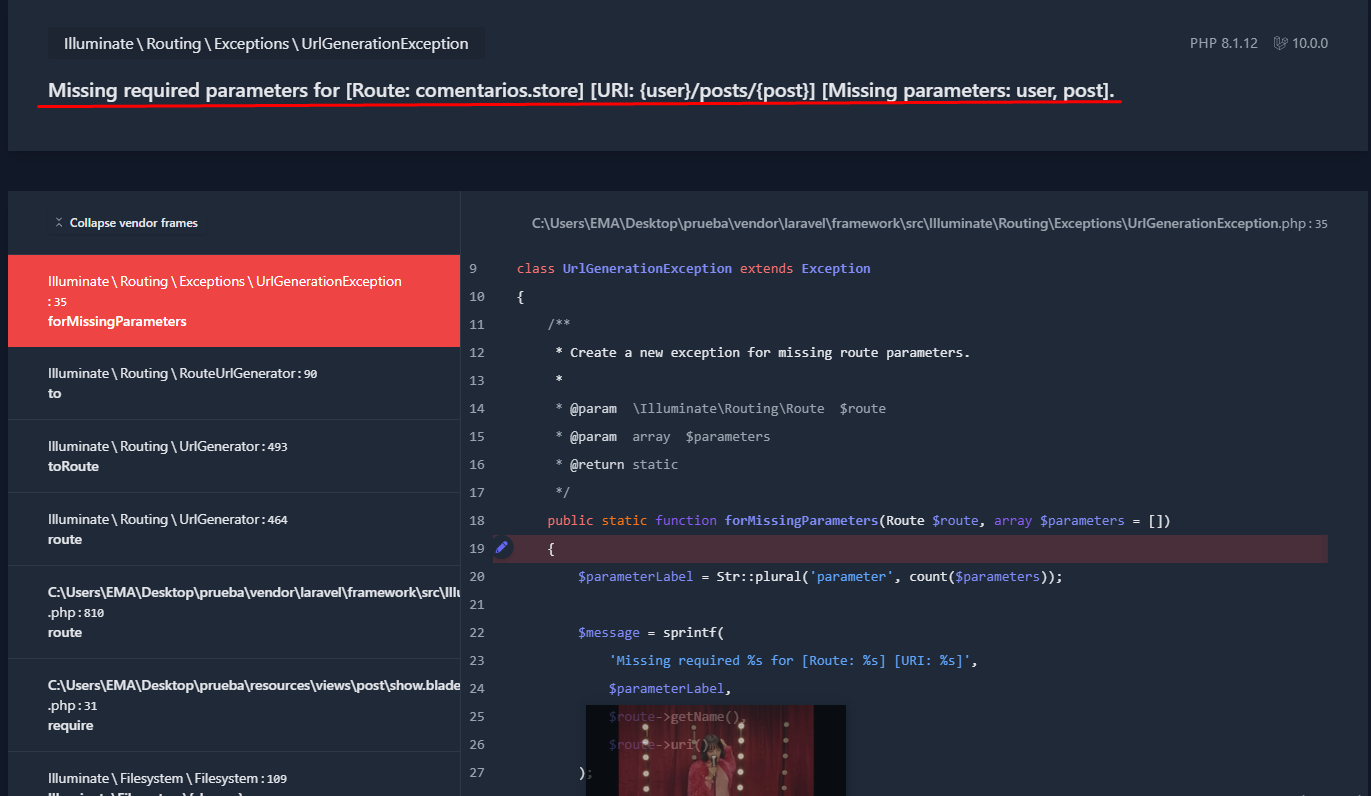 Illuminate \ Routing \ Exceptions \ UrlGenerationException
PHP 8.1.12 10.0.0
Missing required parameters for [Route: comentarios.store] [URI: {user}/posts/{post}] [Missing parameters: user, post].
Collapse vendor frames
Illuminate \ Routing \ Exceptions \ UrlGenerationException
: 35
forMissingParameters
Illuminate \ Routing \ RouteUrlGenerator : 90
to
Illuminate \ Routing \ UrlGenerator : 493
toRoute
Illuminate \ Routing \ UrlGenerator : 464
route
C:\Users\EMA\Desktop\prueba\vendor\laravel\framework\src\Illu
.php : 810
route
C:\Users\EMA\Desktop\prueba\resources\views\post\show.blade
.php : 31
require
Illuminate \ Filesystem \ Filesystem : 109
C:\Users\EMA\Desktop\prueba\vendor\laravel\framework\src\Illuminate\Routing\Exceptions\UrlGenerationException.php : 35
9 class UrlGenerationException extends Exception
10 {
11 /**
12 * Create a new exception for missing route parameters.
13 *
14 * @param \Illuminate\Routing\Route $route
15 * @param array $parameters
16 * @return static
17 */
18 public static function forMissingParameters(Route $route, array $parameters = [])
19 {
20 $parameterLabel = Str::plural('parameter', count($parameters));
21
22 $message = sprintf(
23 'Missing required %s for [Route: %s] [URI: %s]',
24 $parameterLabel,
25 $route->getName(),
26 $route->uri()
27 );